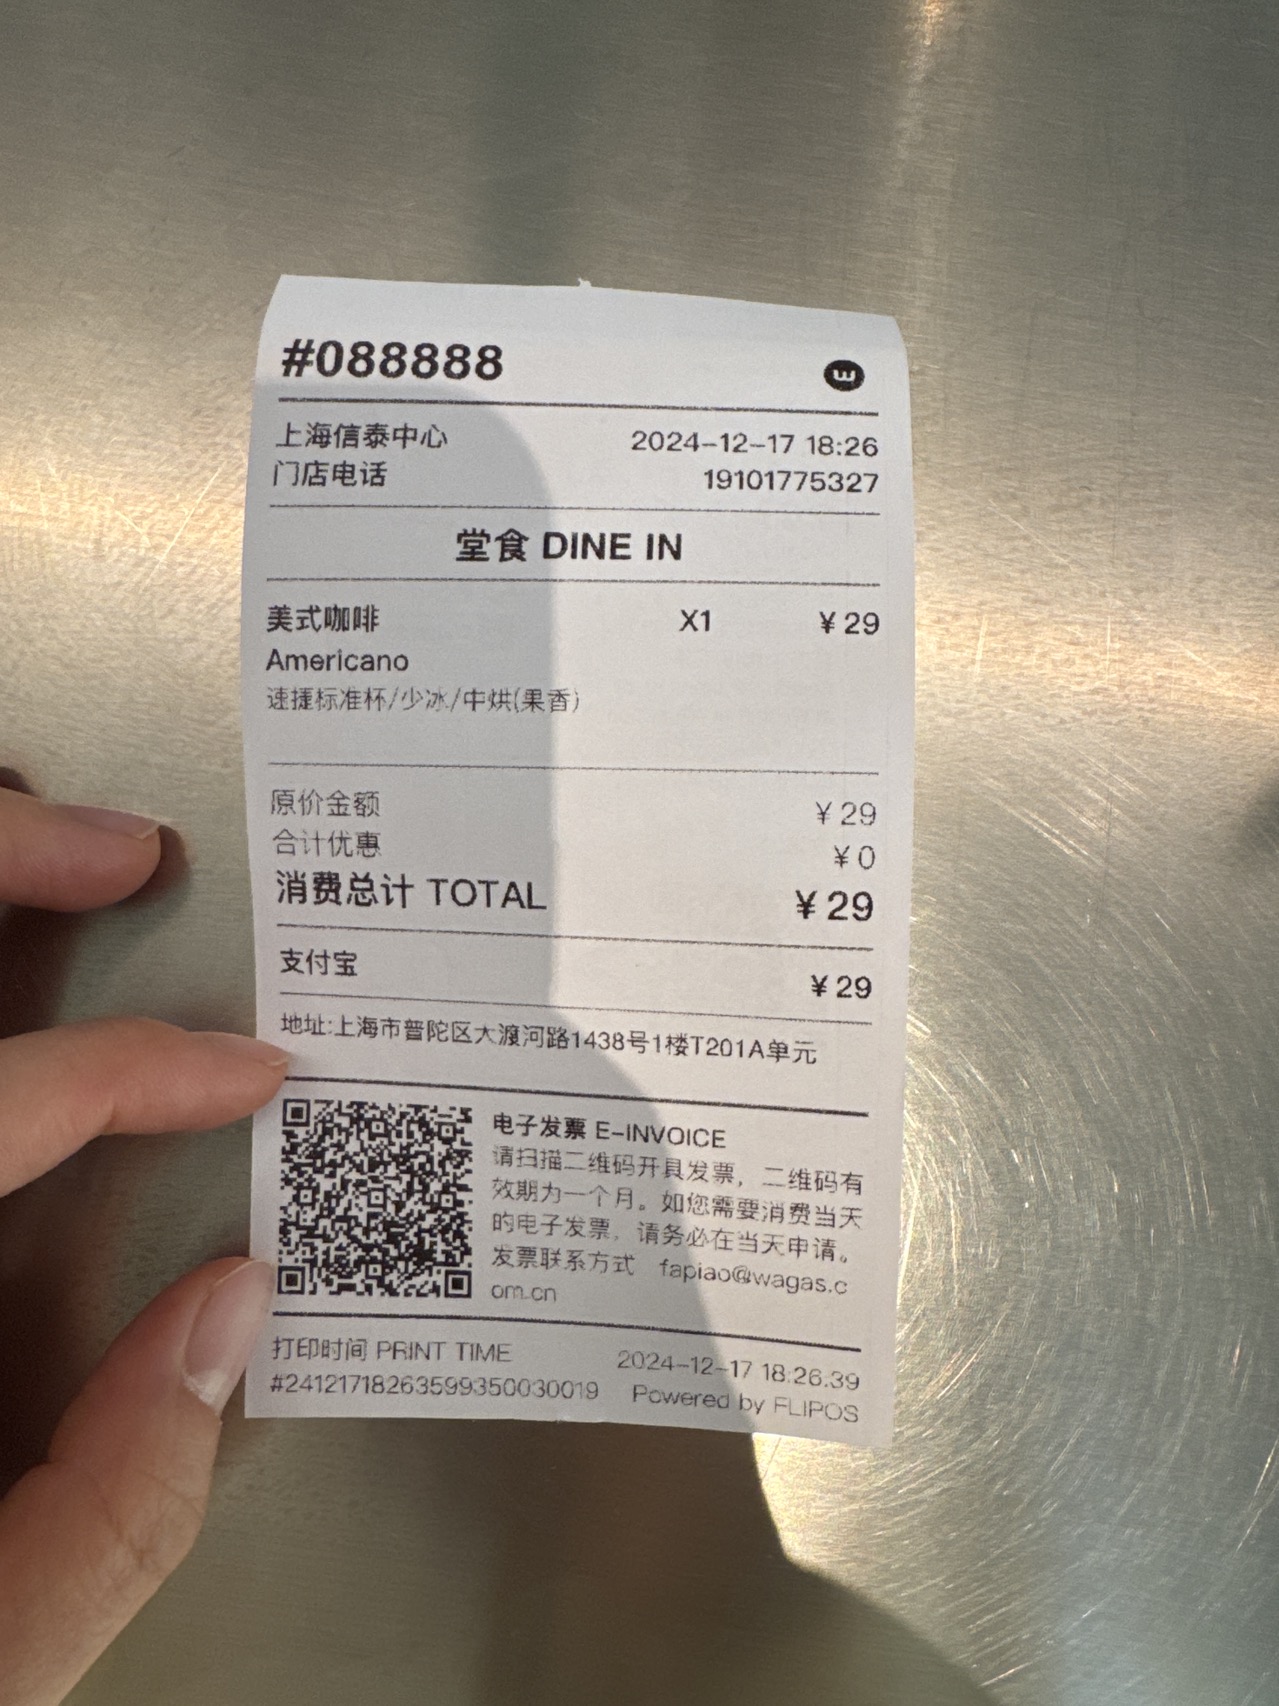 #088888
上海信泰中心 2024-12-17 18:26
门店电话 19101775327
堂食 DINE IN
美式咖啡 X1 ¥29
Americano
速捷标准杯/少冰/中烘(果香)
原价金额 ¥29
合计优惠 ¥0
消费总计 TOTAL ¥29
支付宝 ¥29
地址:上海市普陀区大渡河路1438号1楼T201A单元
电子发票 E-INVOICE
请扫描二维码开具发票，二维码有
效期为一个月。如您需要消费当天
的电子发票，请务必在当天申请。
发票联系方式 fapiao@wagas.c
om.cn
打印时间 PRINT TIME 2024-12-17 18:26:39
#24121718263599350030019 Powered by FLIPOS